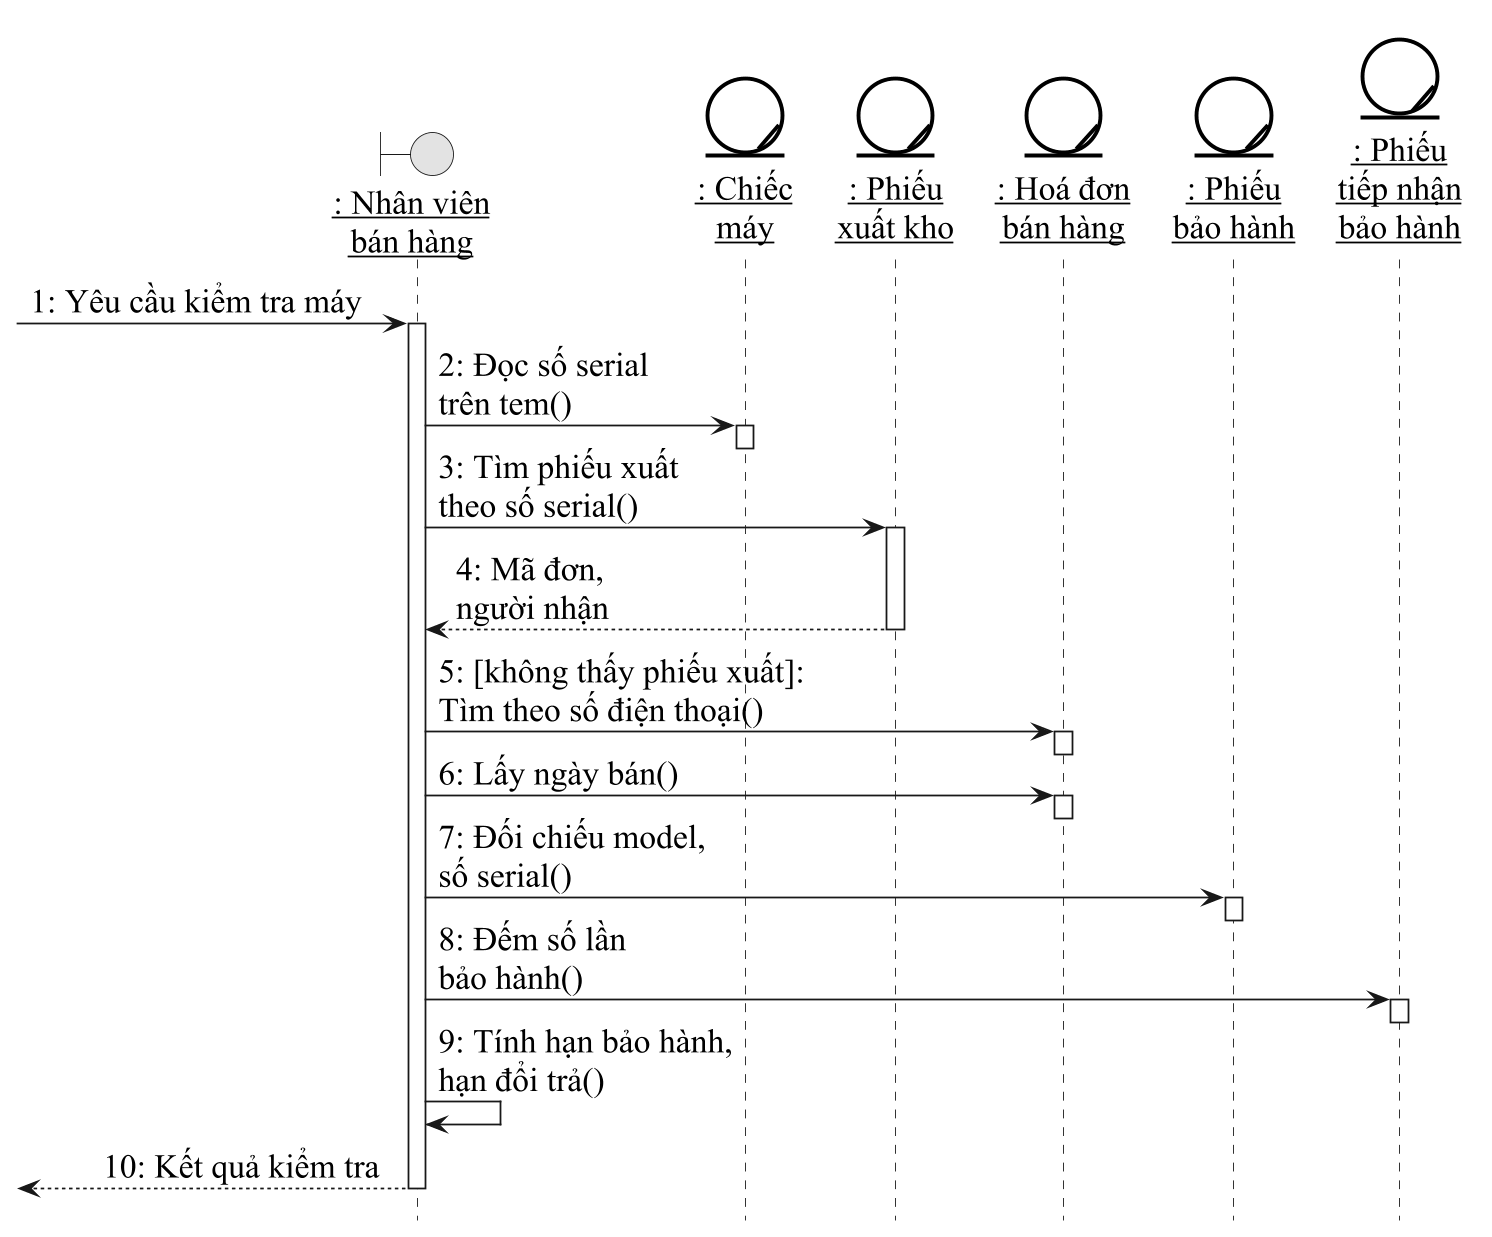 : Nhân viên
bán hàng
: Chiếc
máy
: Phiếu
xuất kho
: Hoá đơn
bán hàng
: Phiếu
bảo hành
: Phiếu
tiếp nhận
bảo hành
1: Yêu cầu kiểm tra máy
2: Đọc số serial
trên tem()
3: Tìm phiếu xuất
theo số serial()
4: Mã đơn,
người nhận
5: [không thấy phiếu xuất]:
Tìm theo số điện thoại()
6: Lấy ngày bán()
7: Đối chiếu model,
số serial()
8: Đếm số lần
bảo hành()
9: Tính hạn bảo hành,
hạn đổi trả()
10: Kết quả kiểm tra